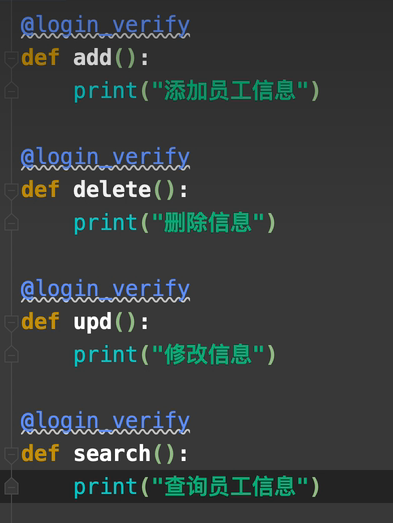 @login_verify
def add():
    print("添加员工信息")
@login_verify
def delete():
    print("删除信息")
@login_verify
def upd():
    print("修改信息")
@login_verify
def search():
    print("查询员工信息")